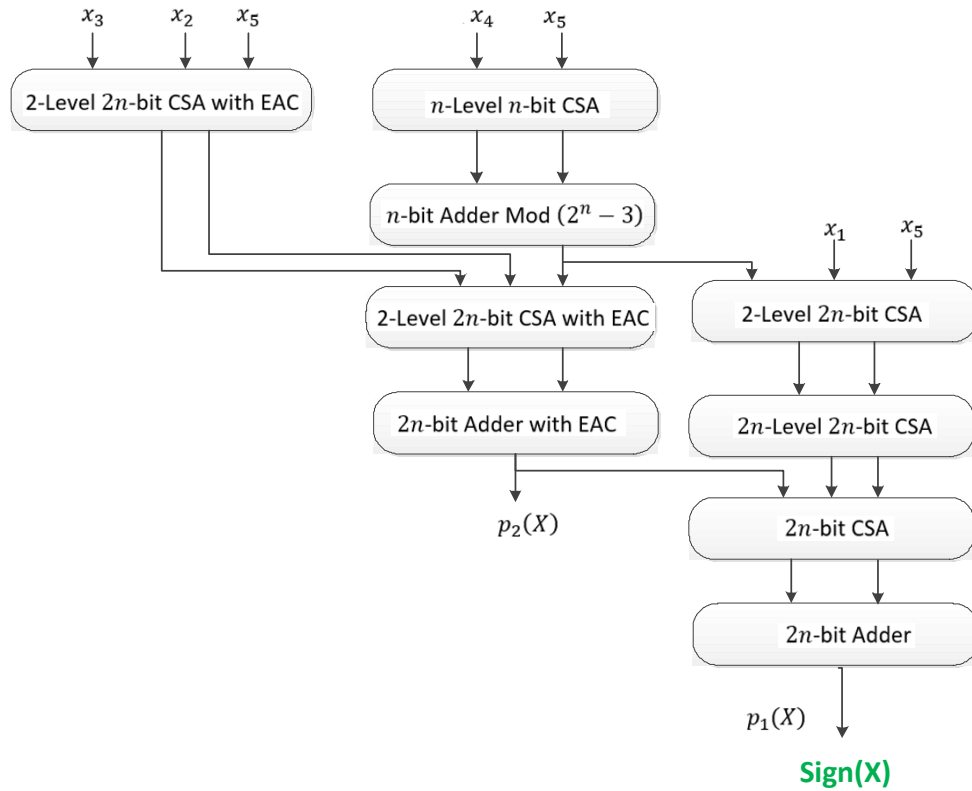 x₃ x₂ x₅ x₄ x₅
2-Level 2n-bit CSA with EAC
n-Level n-bit CSA
n-bit Adder Mod (2ⁿ − 3)
x₁ x₅
2-Level 2n-bit CSA with EAC
2-Level 2n-bit CSA
2n-bit Adder with EAC
2n-Level 2n-bit CSA
p₂(X)
2n-bit CSA
2n-bit Adder
p₁(X)
Sign(X)